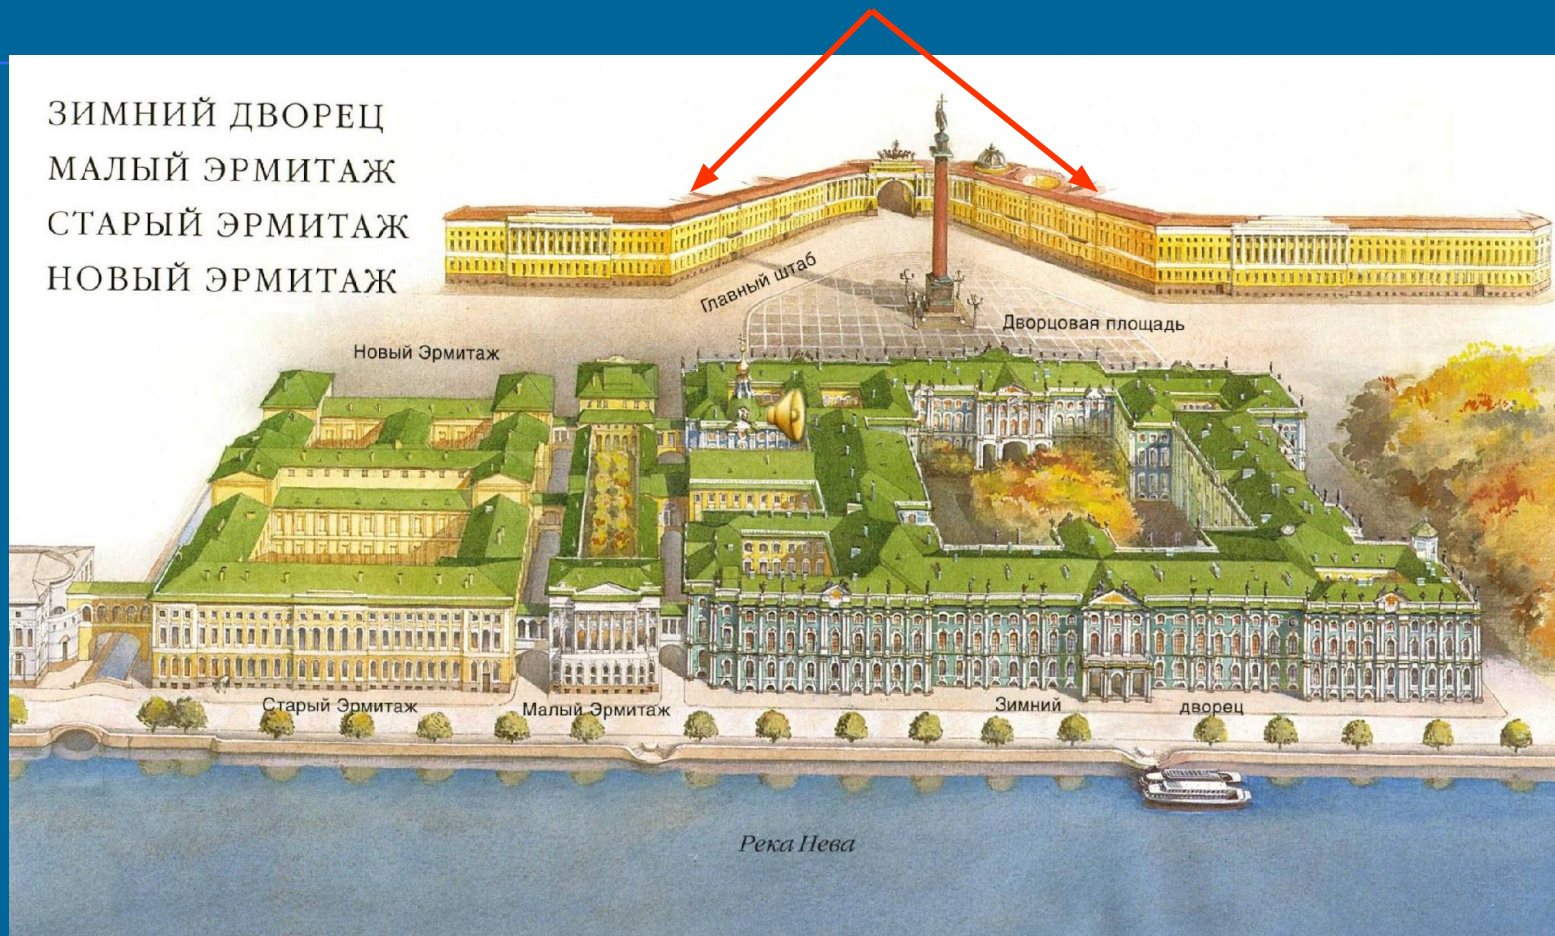 ЗИМНИЙ ДВОРЕЦ
МАЛЫЙ ЭРМИТАЖ
СТАРЫЙ ЭРМИТАЖ
НОВЫЙ ЭРМИТАЖ
Главный штаб
Дворцовая площадь
Новый Эрмитаж
Старый Эрмитаж
Малый Эрмитаж
Зимний дворец
Река Нева